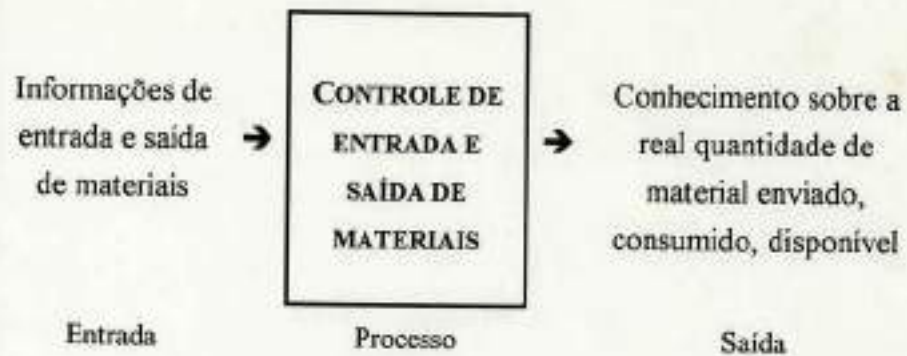 Informações de
entrada e saída
de materiais
➔
CONTROLE DE
ENTRADA E
SAÍDA DE
MATERIAIS
➔
Conhecimento sobre a
real quantidade de
material enviado,
consumido, disponível
Entrada
Processo
Saída